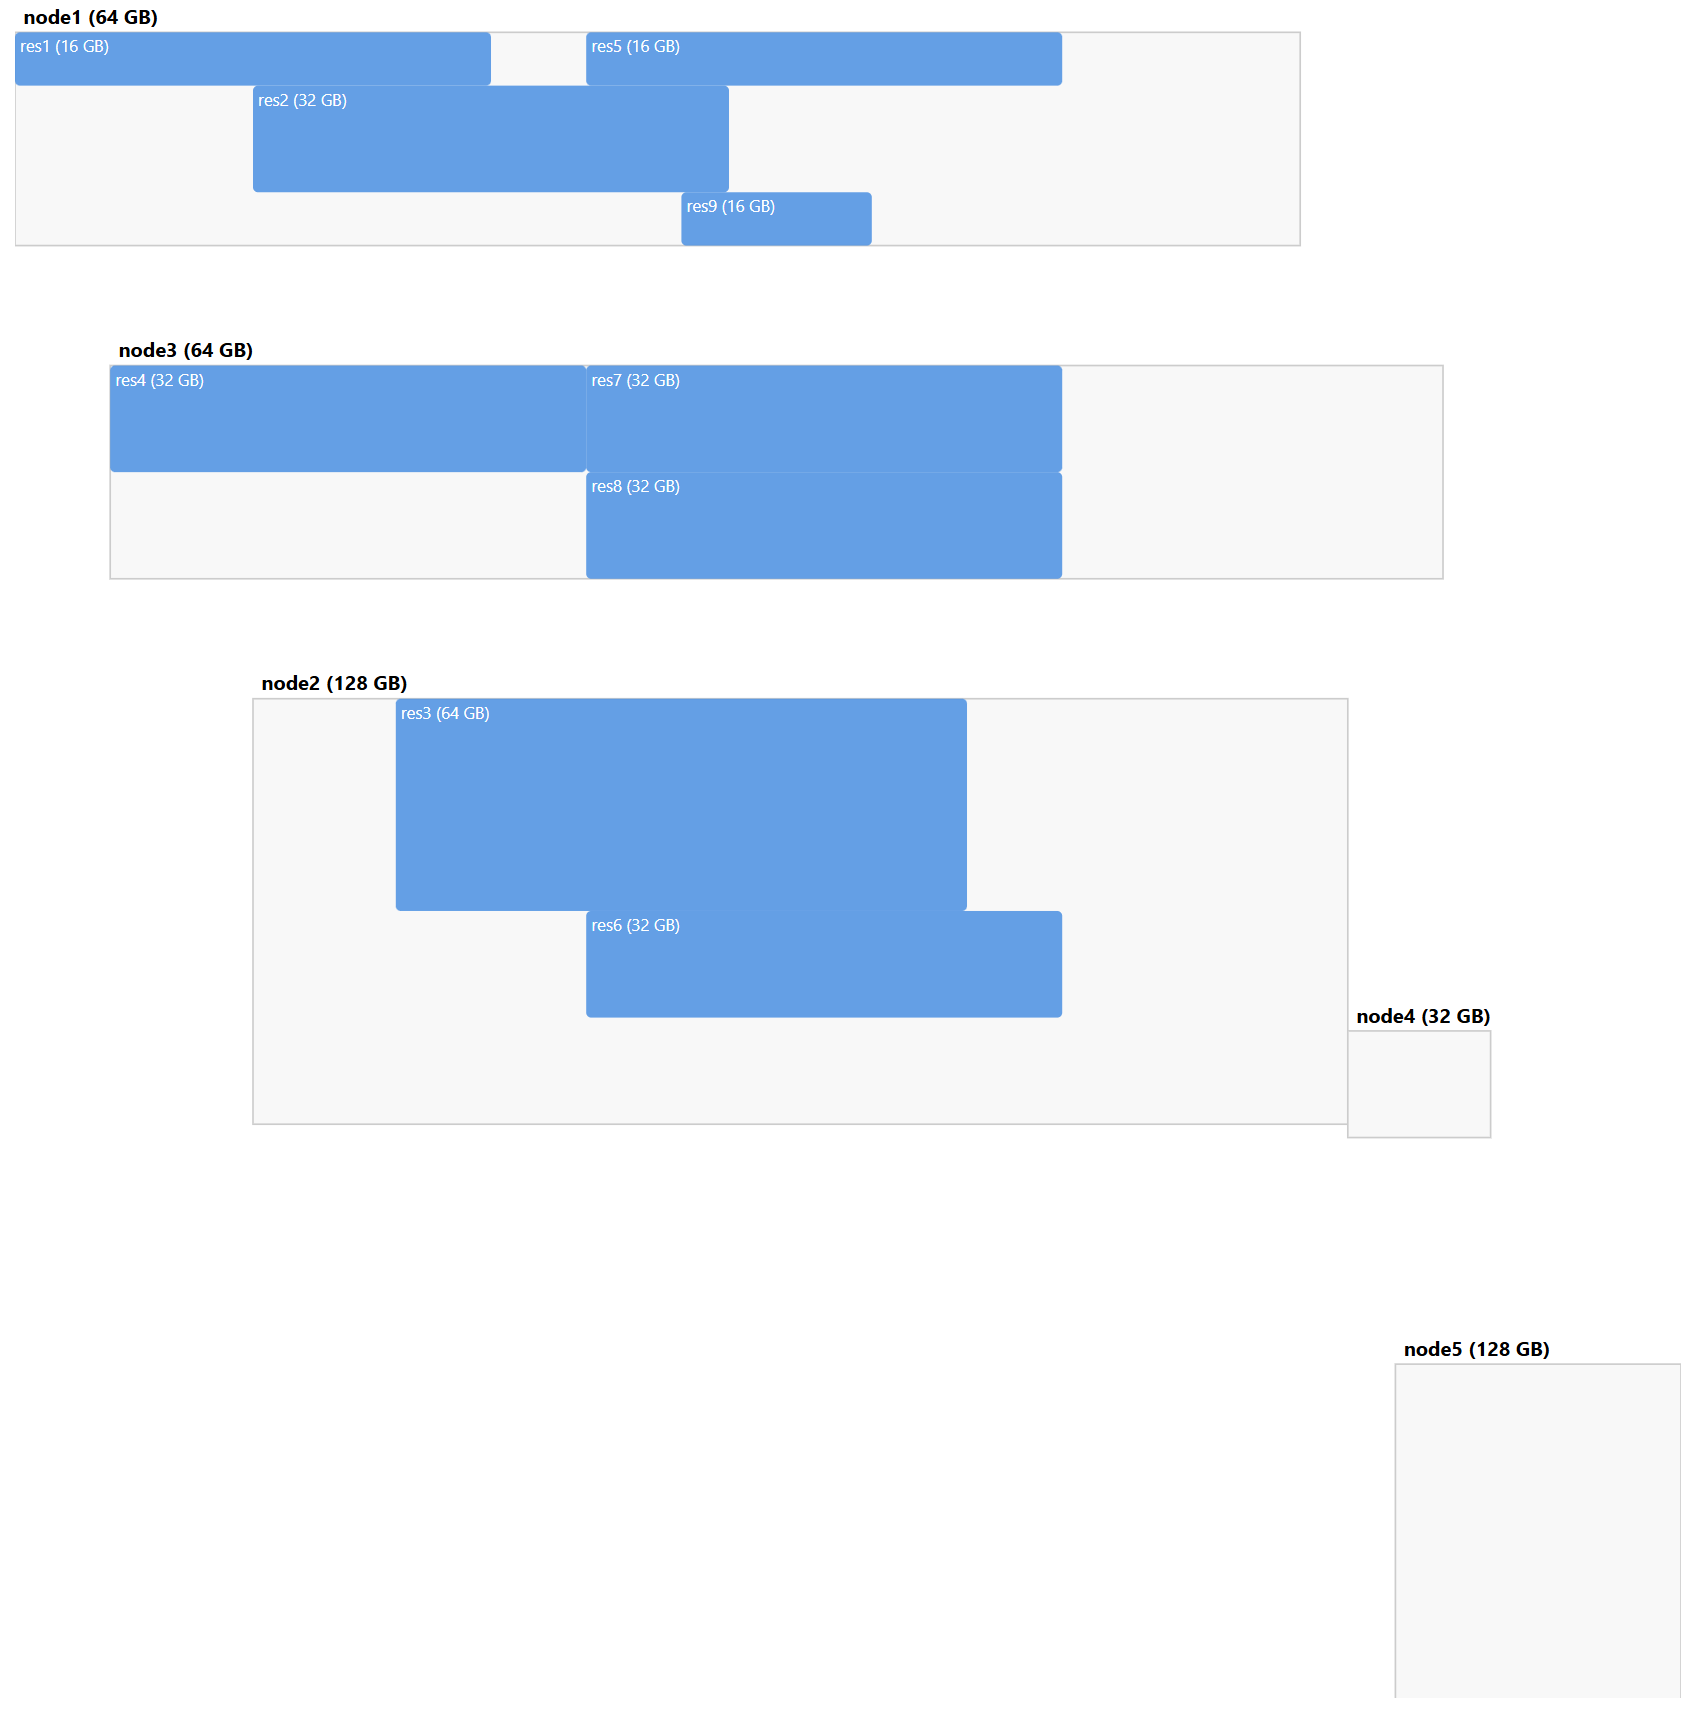 node1 (64 GB)
res1 (16 GB)
res5 (16 GB)
res2 (32 GB)
res9 (16 GB)
node3 (64 GB)
res4 (32 GB)
res7 (32 GB)
res8 (32 GB)
node2 (128 GB)
res3 (64 GB)
res6 (32 GB)
node4 (32 GB)
node5 (128 GB)